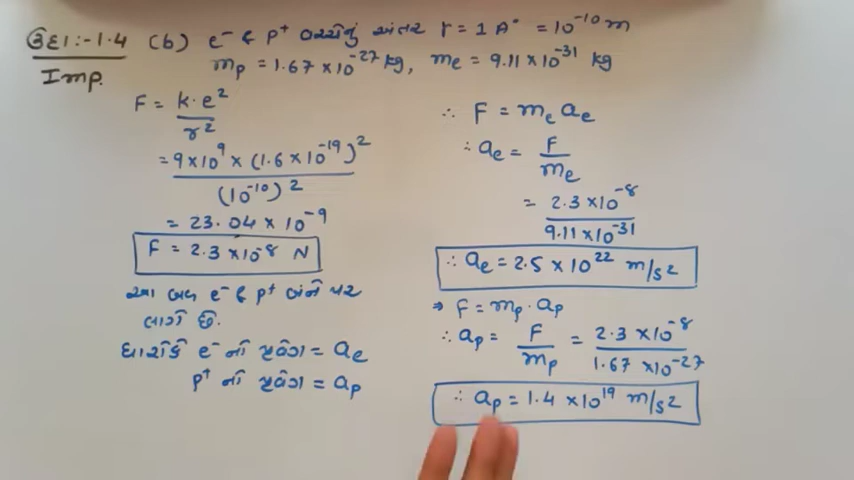 ઉદા:-1.4 (b) e⁻ ને p⁺ વચ્ચેનું અંતર r = 1 A° = 10⁻¹⁰ m
Imp.
mₚ = 1.67 × 10⁻²⁷ kg, mₑ = 9.11 × 10⁻³¹ kg
F = k·e² / r²
= 9 × 10⁹ × (1.6 × 10⁻¹⁹)² / (10⁻¹⁰)²
= 23.04 × 10⁻⁹
F = 2.3 × 10⁻⁸ N
આ બળ e⁻ ને p⁺ બંને પર
લાગે છે.
ધારોકે e⁻ નો પ્રવેગ = aₑ
p⁺ નો પ્રવેગ = aₚ
∴ F = mₑ aₑ
∴ aₑ = F / mₑ
= 2.3 × 10⁻⁸ / 9.11 × 10⁻³¹
∴ aₑ = 2.5 × 10²² m/s²
⇒ F = mₚ · aₚ
∴ aₚ = F / mₚ = 2.3 × 10⁻⁸ / 1.67 × 10⁻²⁷
∴ aₚ = 1.4 × 10¹⁹ m/s²